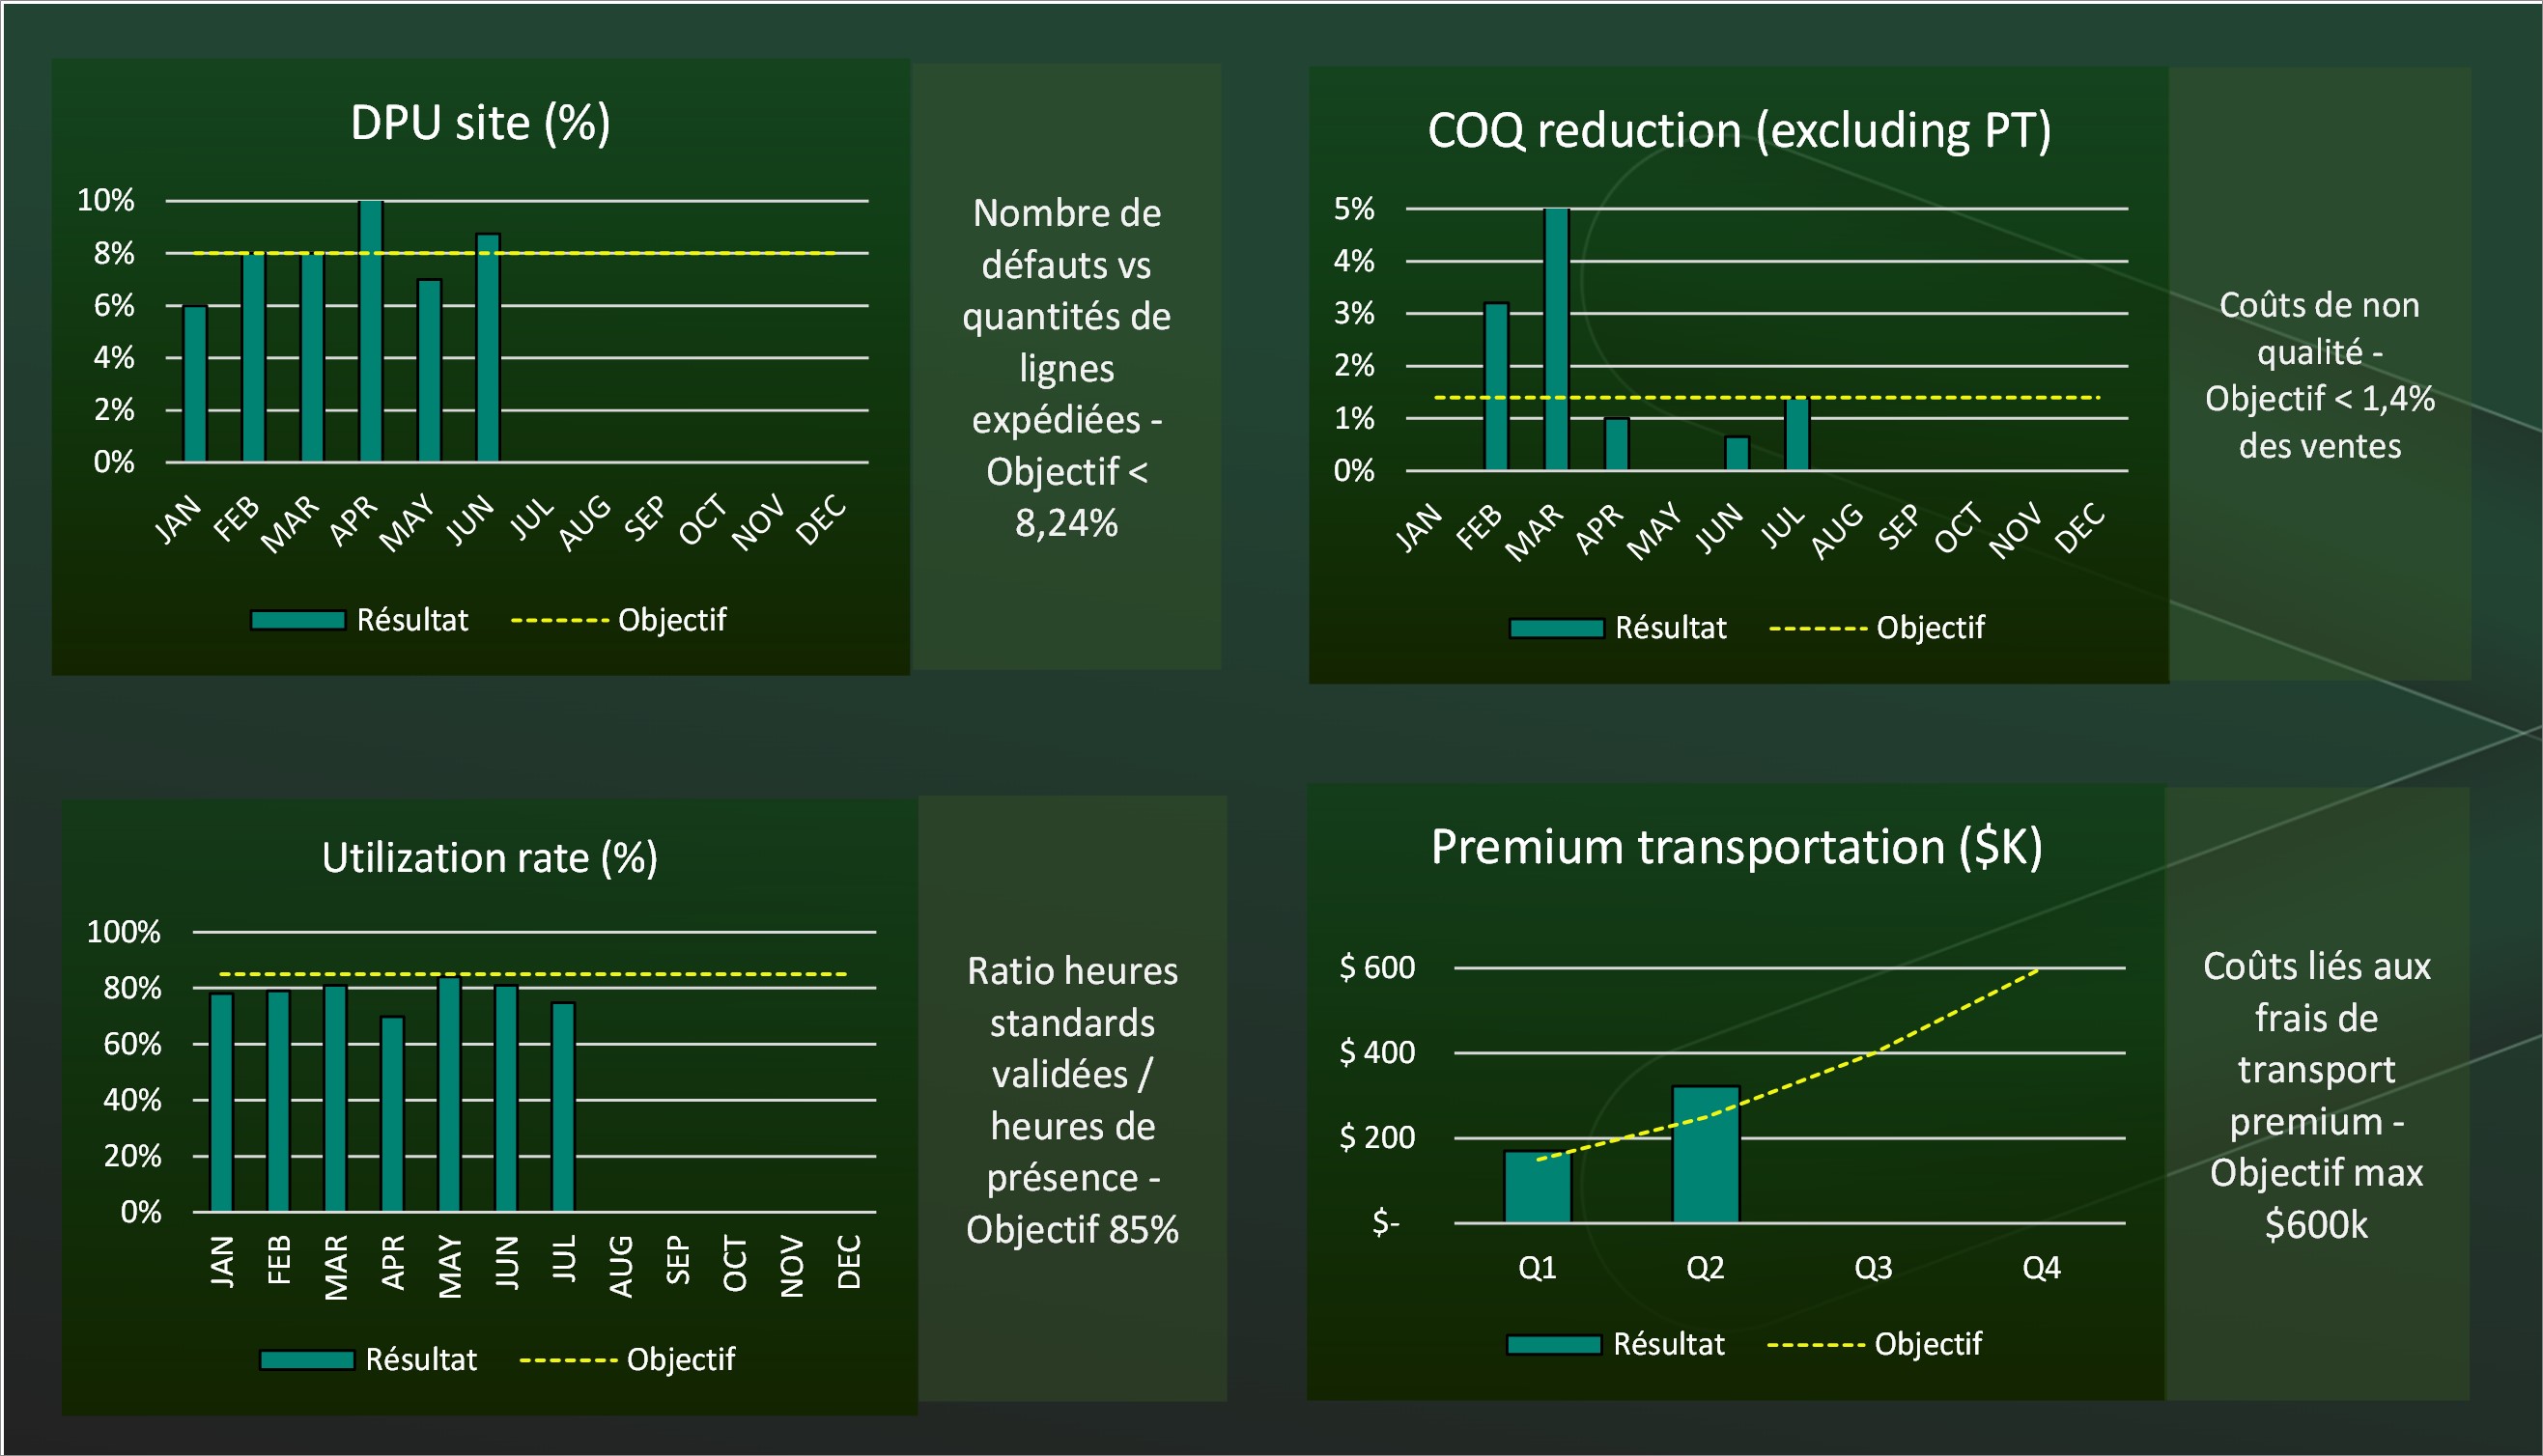 DPU site (%)
10%
8%
6%
4%
2%
0%
JAN FEB MAR APR MAY JUN JUL AUG SEP OCT NOV DEC
Résultat Objectif
Nombre de
défauts vs
quantités de
lignes
expédiées -
Objectif <
8,24%
COQ reduction (excluding PT)
5%
4%
3%
2%
1%
0%
JAN FEB MAR APR MAY JUN JUL AUG SEP OCT NOV DEC
Résultat Objectif
Coûts de non
qualité -
Objectif < 1,4%
des ventes
Utilization rate (%)
100%
80%
60%
40%
20%
0%
JAN FEB MAR APR MAY JUN JUL AUG SEP OCT NOV DEC
Résultat Objectif
Ratio heures
standards
validées /
heures de
présence -
Objectif 85%
Premium transportation ($K)
$ 600
$ 400
$ 200
$-
Q1 Q2 Q3 Q4
Résultat Objectif
Coûts liés aux
frais de
transport
premium -
Objectif max
$600k